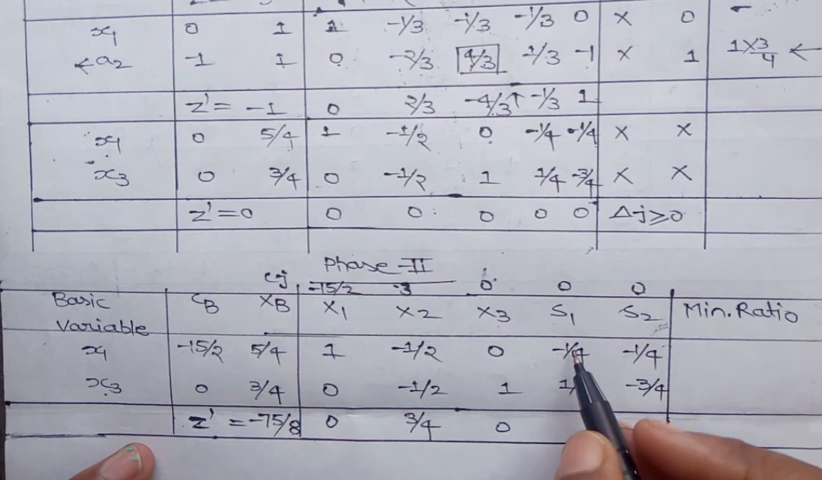 x1 0 1 1 -1/3 -1/3 -1/3 0 X 0 -
←a2 -1 1 0 -2/3 4/3 1/3 -1 X 1 1×3/4 ←
z' = -1 0 2/3 -4/3↑ -1/3 1
x1 0 5/4 1 -1/2 0 -1/4 -1/4 X X
x3 0 3/4 0 -1/2 1 1/4 -3/4 X X
z'=0 0 0 0 0 0 Δj≥0
Phase-II
cj -15/2 -3 0 0 0
Basic Variable CB XB X1 X2 X3 S1 S2 Min.Ratio
x1 -15/2 5/4 1 -1/2 0 -1/4 -1/4
x3 0 3/4 0 -1/2 1 -3/4
z' = -75/8 0 3/4 0